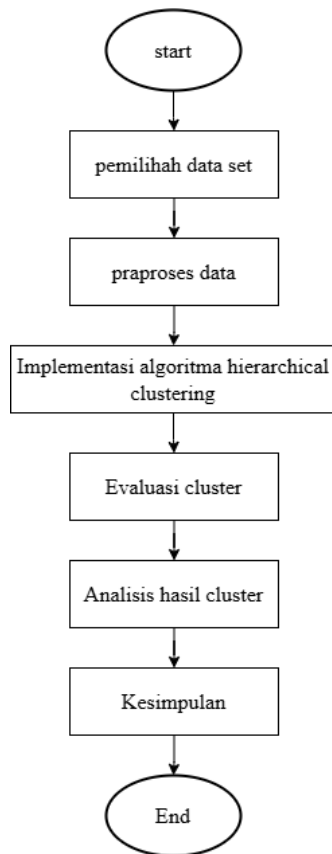 start
pemilihah data set
praproses data
Implementasi algoritma hierarchical
clustering
Evaluasi cluster
Analisis hasil cluster
Kesimpulan
End